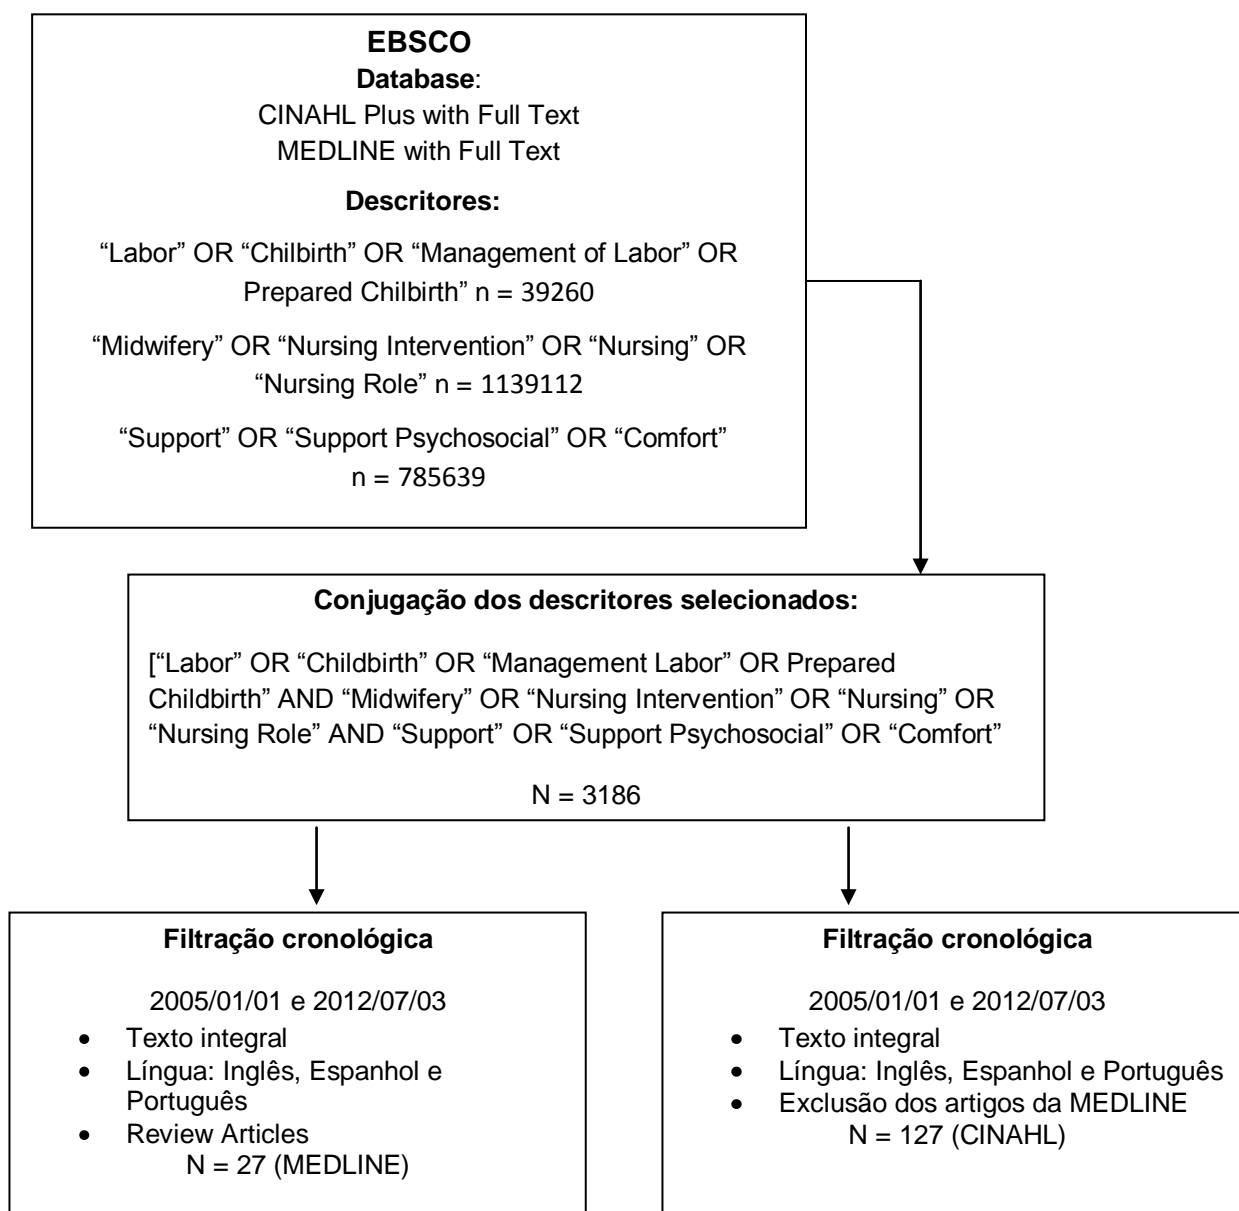 EBSCO
Database:
CINAHL Plus with Full Text
MEDLINE with Full Text
Descritores:
“Labor” OR “Chilbirth” OR “Management of Labor” OR
Prepared Chilbirth” n = 39260
“Midwifery” OR “Nursing Intervention” OR “Nursing” OR
“Nursing Role” n = 1139112
“Support” OR “Support Psychosocial” OR “Comfort”
n = 785639
Conjugação dos descritores selecionados:
[“Labor” OR “Childbirth” OR “Management Labor” OR Prepared
Childbirth” AND “Midwifery” OR “Nursing Intervention” OR “Nursing” OR
“Nursing Role” AND “Support” OR “Support Psychosocial” OR “Comfort”
N = 3186
Filtração cronológica
2005/01/01 e 2012/07/03
• Texto integral
• Língua: Inglês, Espanhol e
Português
• Review Articles
N = 27 (MEDLINE)
Filtração cronológica
2005/01/01 e 2012/07/03
• Texto integral
• Língua: Inglês, Espanhol e Português
• Exclusão dos artigos da MEDLINE
N = 127 (CINAHL)